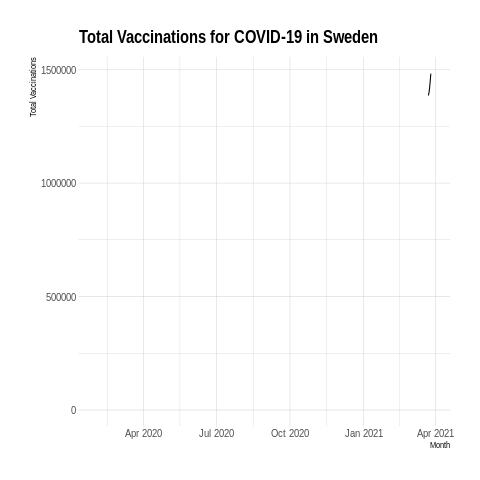 Total Vaccinations for COVID-19 in Sweden
Total Vaccinations
1500000
1000000
500000
0
Apr 2020 Jul 2020 Oct 2020 Jan 2021 Apr 2021
Month